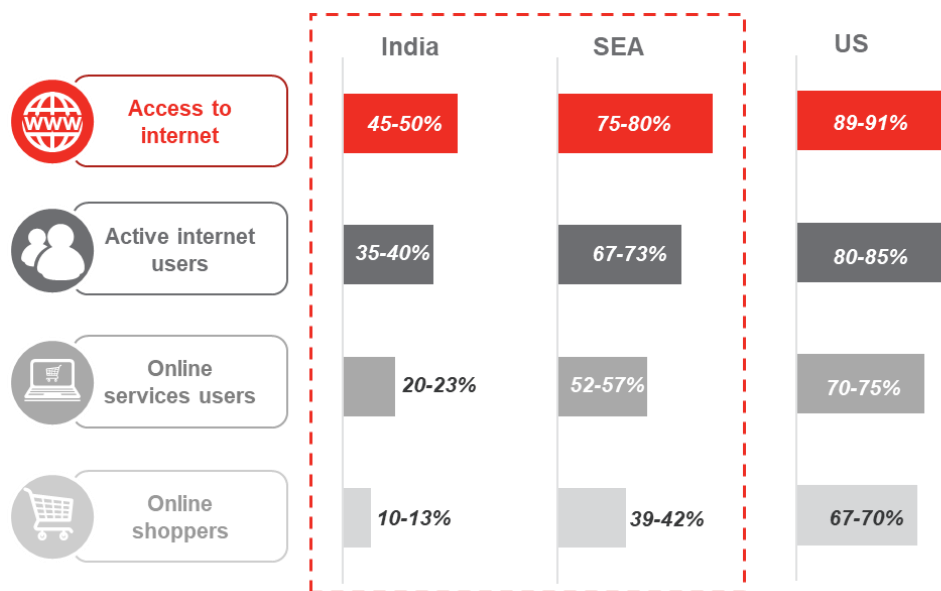 India SEA US
www
Access to
internet
45-50% 75-80% 89-91%
Active internet
users
35-40% 67-73% 80-85%
Online
services users
20-23% 52-57% 70-75%
Online
shoppers
10-13% 39-42% 67-70%